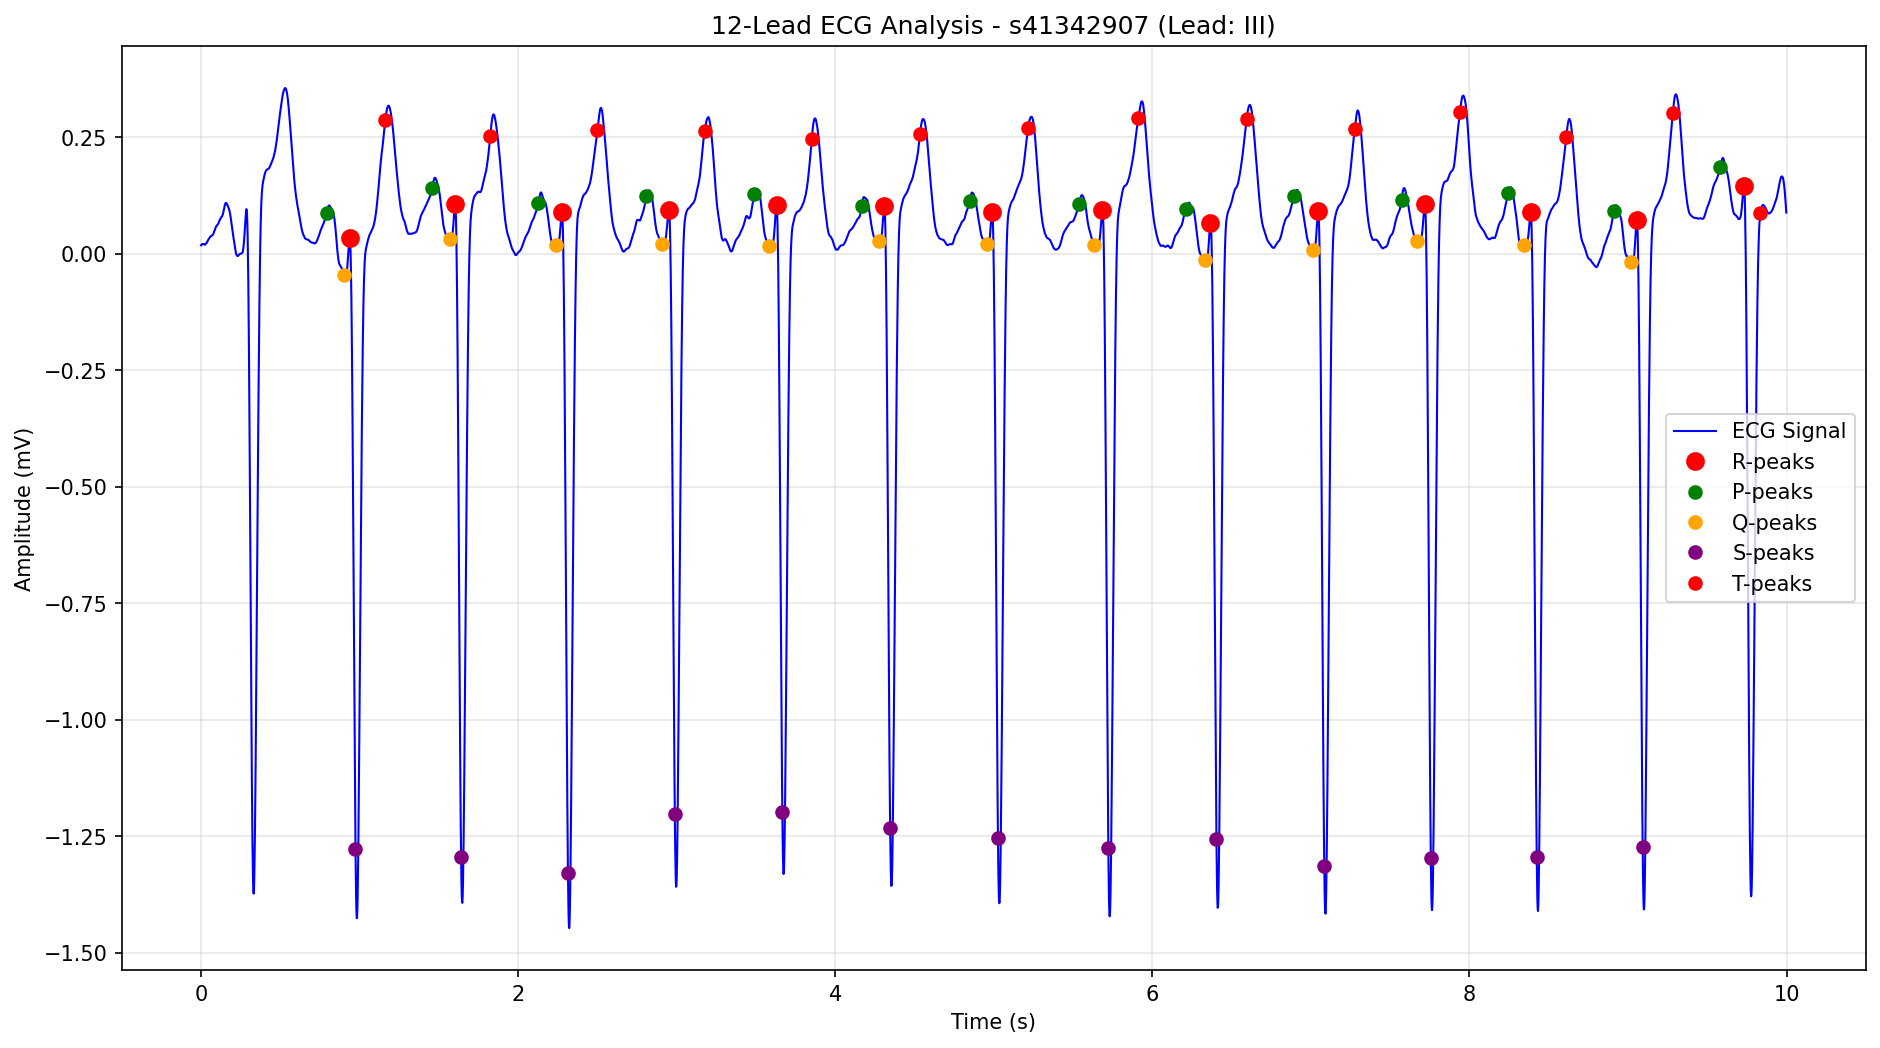 12-Lead ECG Analysis - s41342907 (Lead: III)
Amplitude (mV)
0.25
0.00
−0.25
−0.50
−0.75
−1.00
−1.25
−1.50
ECG Signal
R-peaks
P-peaks
Q-peaks
S-peaks
T-peaks
0 2 4 6 8 10
Time (s)